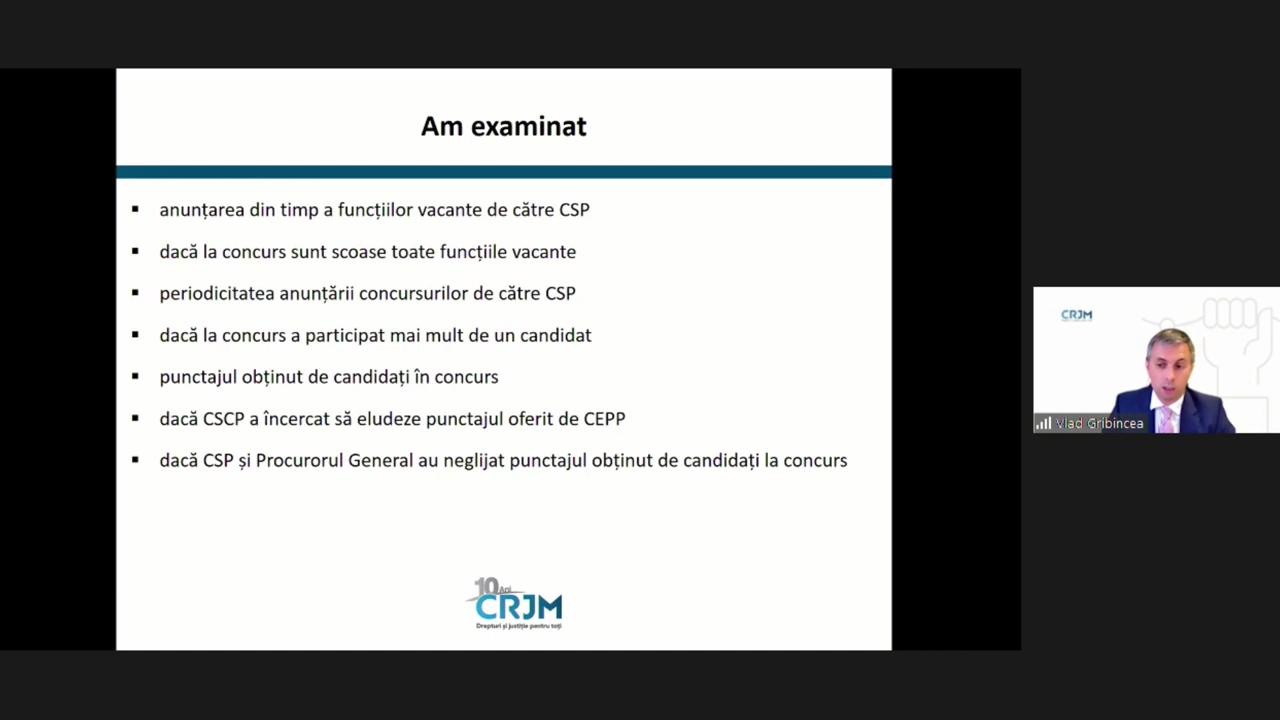 Am examinat
anunțarea din timp a funcțiilor vacante de către CSP
dacă la concurs sunt scoase toate funcțiile vacante
periodicitatea anunțării concursurilor de către CSP
dacă la concurs a participat mai mult de un candidat
punctajul obținut de candidați în concurs
dacă CSCP a încercat să eludeze punctajul oferit de CEPP
dacă CSP și Procurorul General au neglijat punctajul obținut de candidați la concurs
10 Ani
CRJM
Drepturi și justiție pentru toți
CRJM
Vlad Gribincea